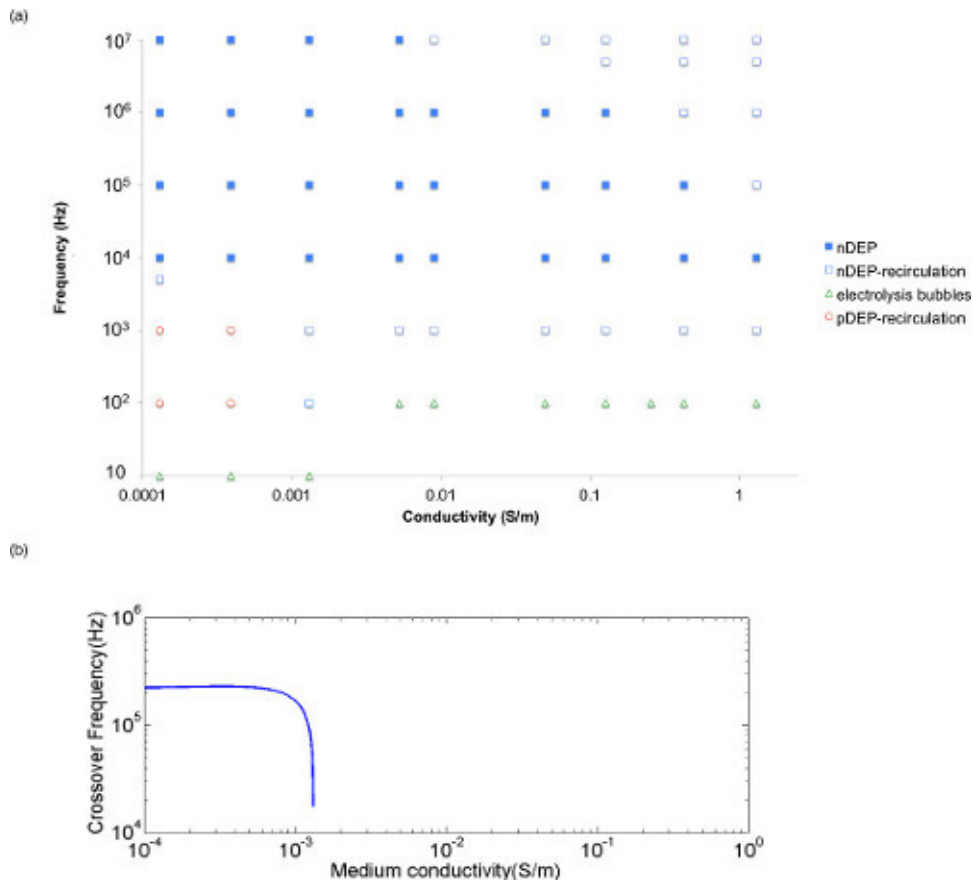 (a)
10⁷
10⁶
10⁵
10⁴
10³
10²
10
Frequency (Hz)
0.0001 0.001 0.01 0.1 1
Conductivity (S/m)
nDEP
nDEP-recirculation
electrolysis bubbles
pDEP-recirculation
(b)
10⁶
10⁵
10⁴
Crossover Frequency(Hz)
10⁻⁴ 10⁻³ 10⁻² 10⁻¹ 10⁰
Medium conductivity(S/m)